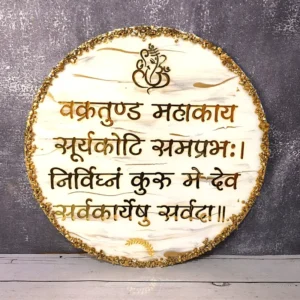 वक्रतुण्ड महाकाय
सूर्यकोटि समप्रभः।
निर्विघ्नं कुरु मे देव
सर्वकार्येषु सर्वदा॥